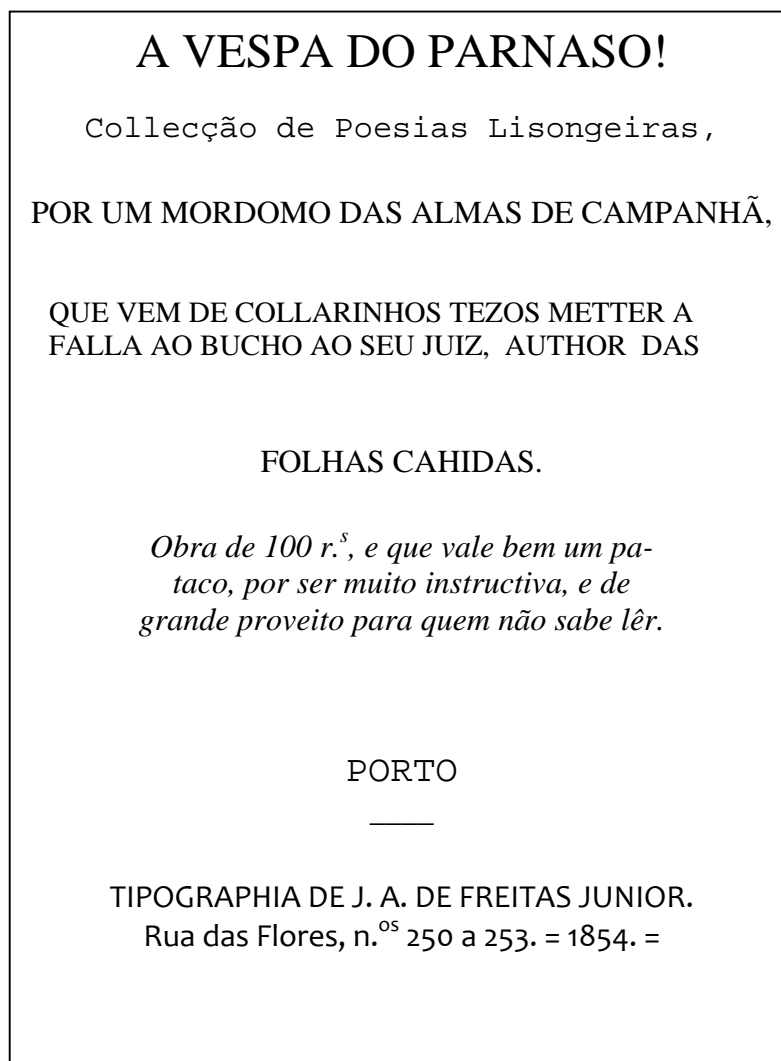 A VESPA DO PARNASO!
Collecção de Poesias Lisongeiras,
POR UM MORDOMO DAS ALMAS DE CAMPANHÃ,
QUE VEM DE COLLARINHOS TEZOS METTER A
FALLA AO BUCHO AO SEU JUIZ, AUTHOR DAS
FOLHAS CAHIDAS.
Obra de 100 r.ˢ, e que vale bem um pa-
taco, por ser muito instructiva, e de
grande proveito para quem não sabe lêr.
PORTO
TIPOGRAPHIA DE J. A. DE FREITAS JUNIOR.
Rua das Flores, n.ᵒˢ 250 a 253. = 1854. =